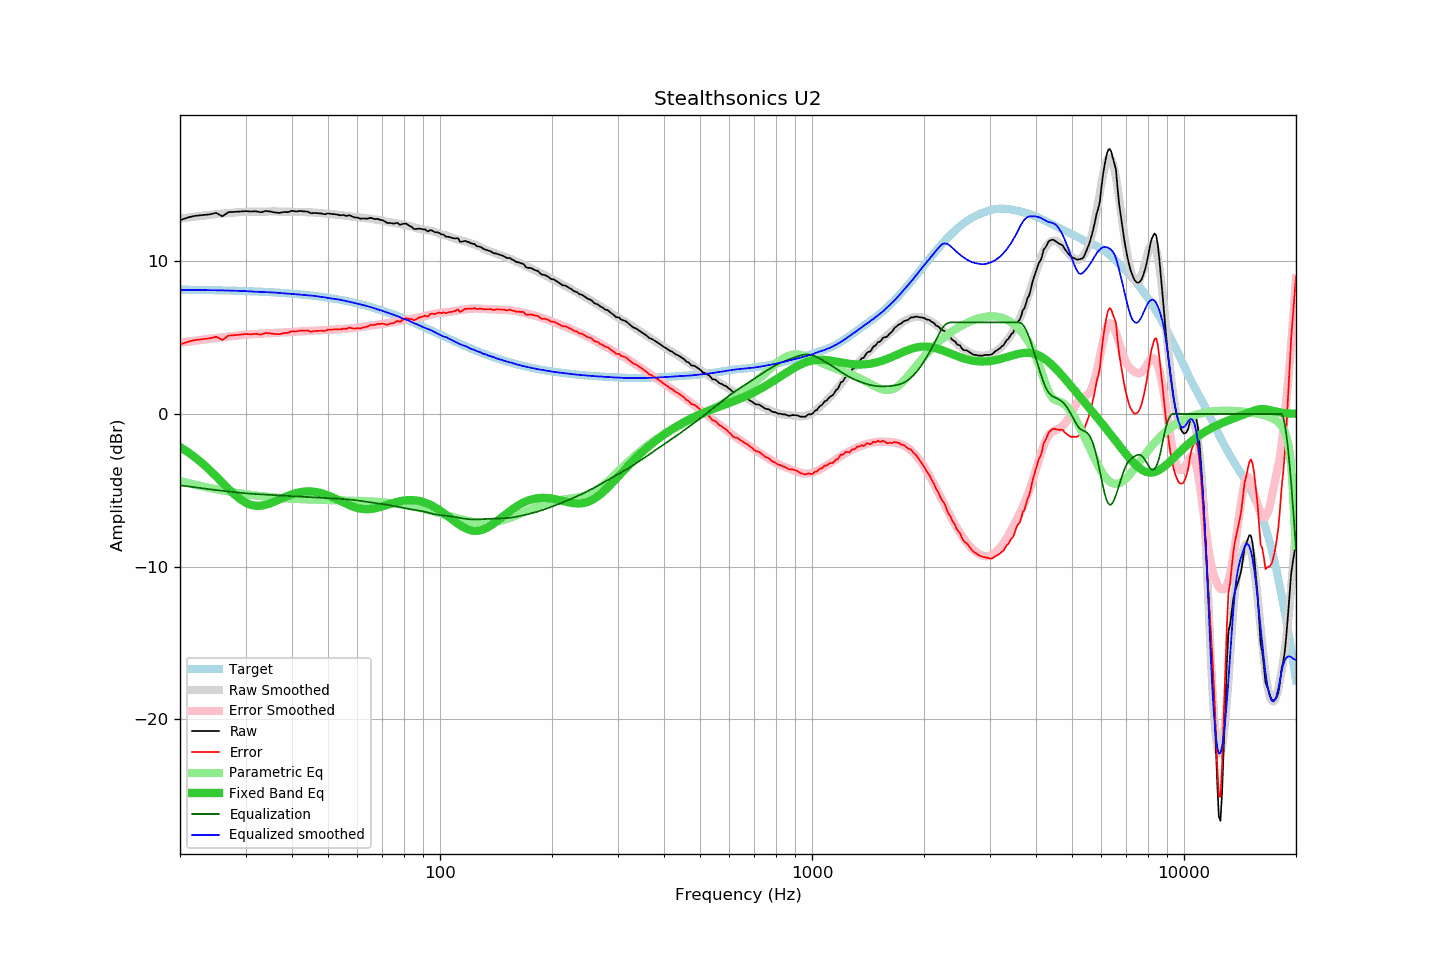 Stealthsonics U2
Amplitude (dBr)
10
0
−10
−20
Target
Raw Smoothed
Error Smoothed
Raw
Error
Parametric Eq
Fixed Band Eq
Equalization
Equalized smoothed
100 1000 10000
Frequency (Hz)